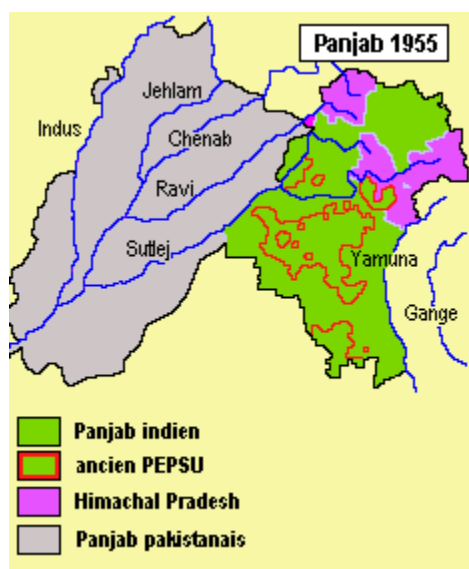 Panjab 1955
Jehlam
Indus
Chenab
Ravi
Sutlej
Yamuna
Gange
Panjab indien
ancien PEPSU
Himachal Pradesh
Panjab pakistanais